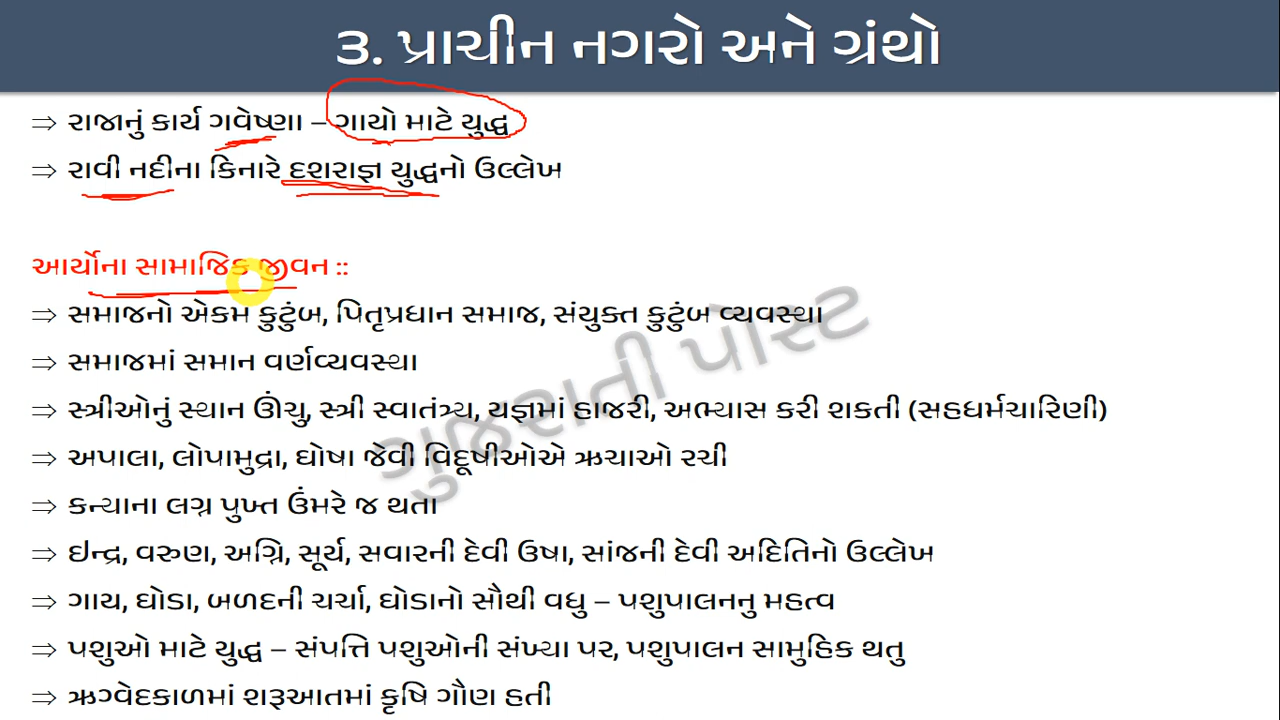 ૩. પ્રાચીન નગરો અને ગ્રંથો
⇒ રાજાનું કાર્ય ગવેષ્ણા – ગાયો માટે યુદ્ધ
⇒ રાવી નદીના કિનારે દશરાજ્ઞ યુદ્ધનો ઉલ્લેખ
આર્યોના સામાજિક જીવન ::
⇒ સમાજનો એકમ કુટુંબ, પિતૃપ્રધાન સમાજ, સંયુક્ત કુટુંબ વ્યવસ્થા
⇒ સમાજમાં સમાન વર્ણવ્યવસ્થા
⇒ સ્ત્રીઓનું સ્થાન ઊંચુ, સ્ત્રી સ્વાતંત્ર્ય, યજ્ઞમાં હાજરી, અભ્યાસ કરી શકતી (સહધર્મચારિણી)
⇒ અપાલા, લોપામુદ્રા, ઘોષા જેવી વિદૂષીઓએ ઋચાઓ રચી
⇒ કન્યાના લગ્ન પુખ્ત ઉંમરે જ થતા
⇒ ઇન્દ્ર, વરુણ, અગ્નિ, સૂર્ય, સવારની દેવી ઉષા, સાંજની દેવી અદિતિનો ઉલ્લેખ
⇒ ગાય, ઘોડા, બળદની ચર્ચા, ઘોડાનો સૌથી વધુ – પશુપાલનનુ મહત્વ
⇒ પશુઓ માટે યુદ્ધ – સંપત્તિ પશુઓની સંખ્યા પર, પશુપાલન સામુહિક થતુ
⇒ ઋગ્વેદકાળમાં શરૂઆતમાં કૃષિ ગૌણ હતી
ગુજરાતી પોસ્ટ